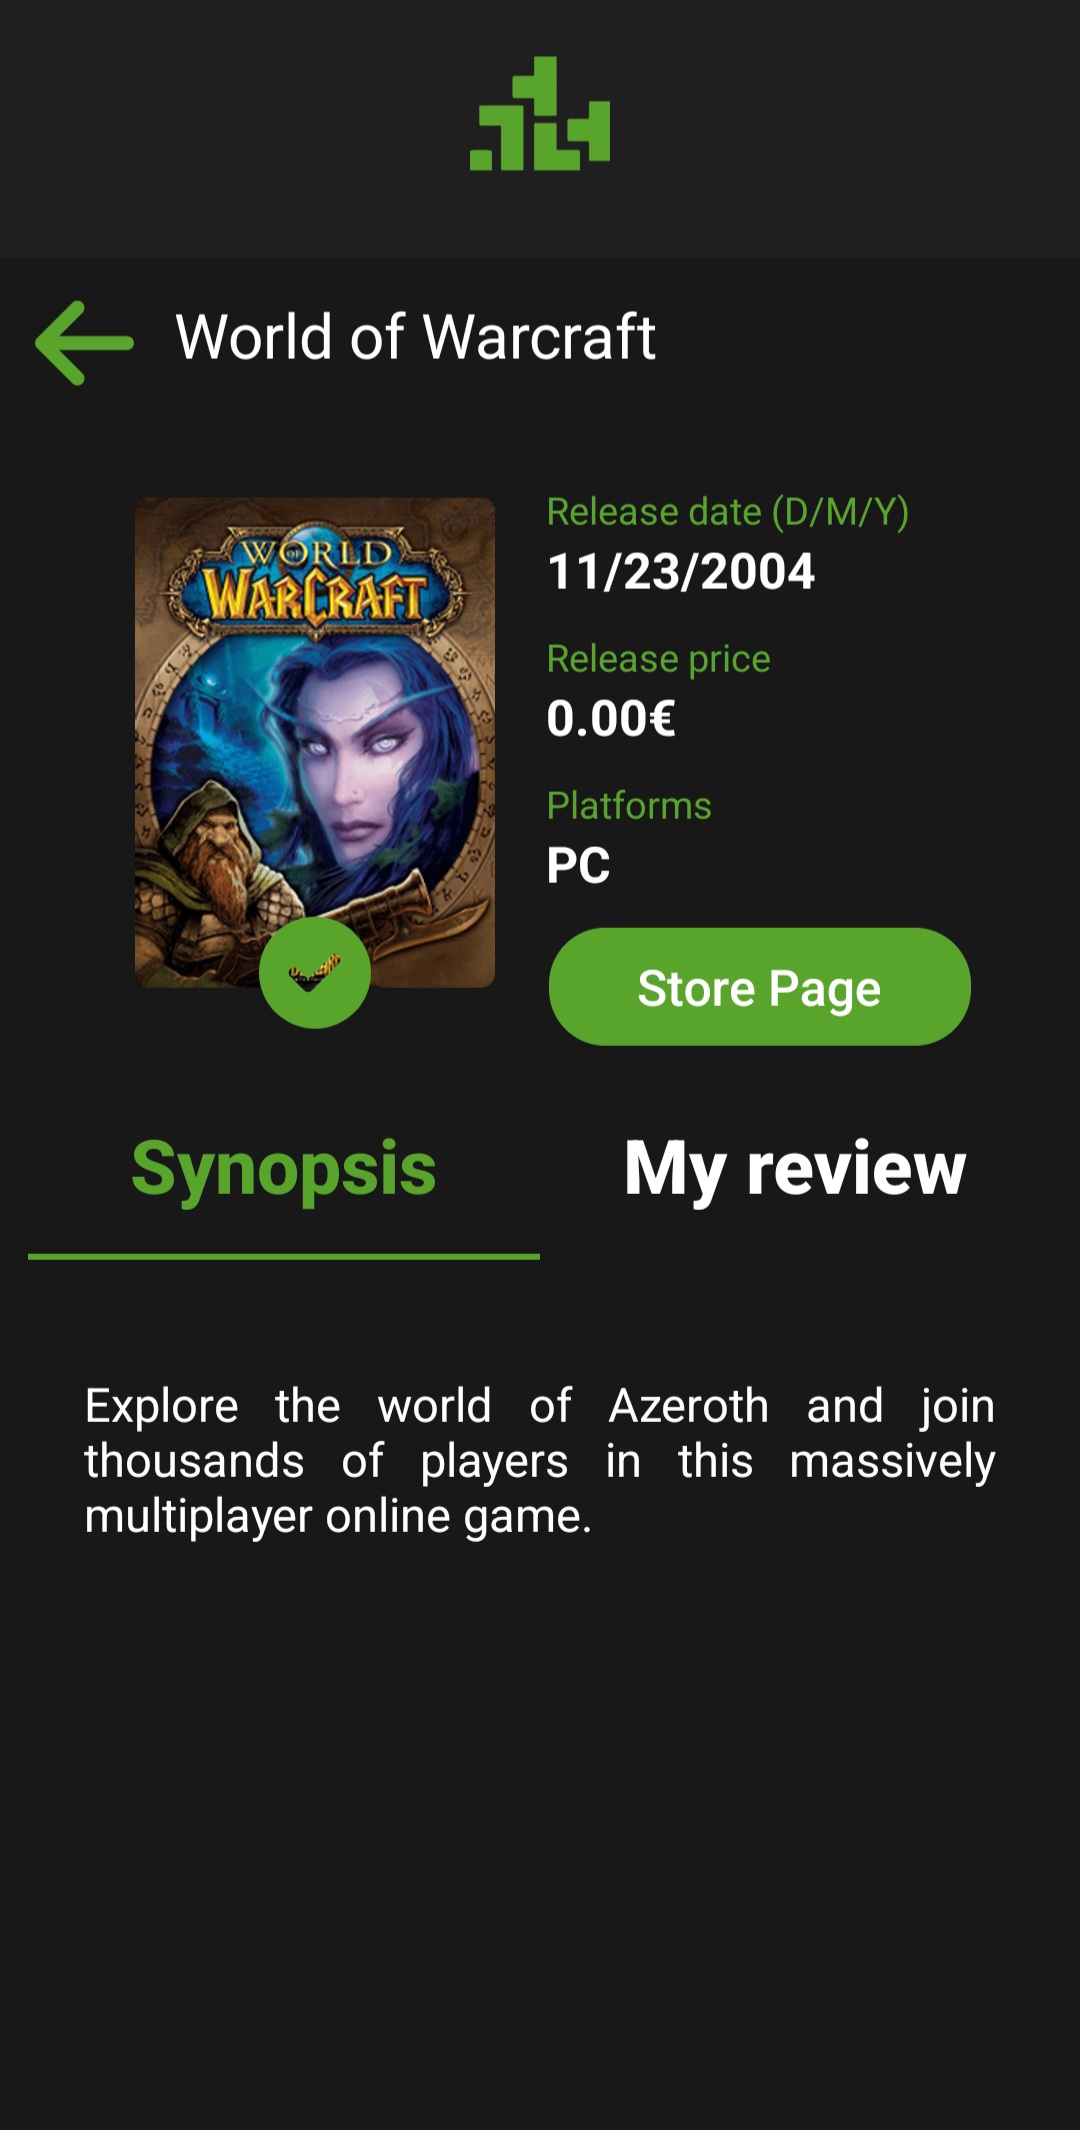 World of Warcraft
WORLD OF
WARCRAFT
Release date (D/M/Y)
11/23/2004
Release price
0.00€
Platforms
PC
Store Page
Synopsis
My review
Explore the world of Azeroth and join
thousands of players in this massively
multiplayer online game.